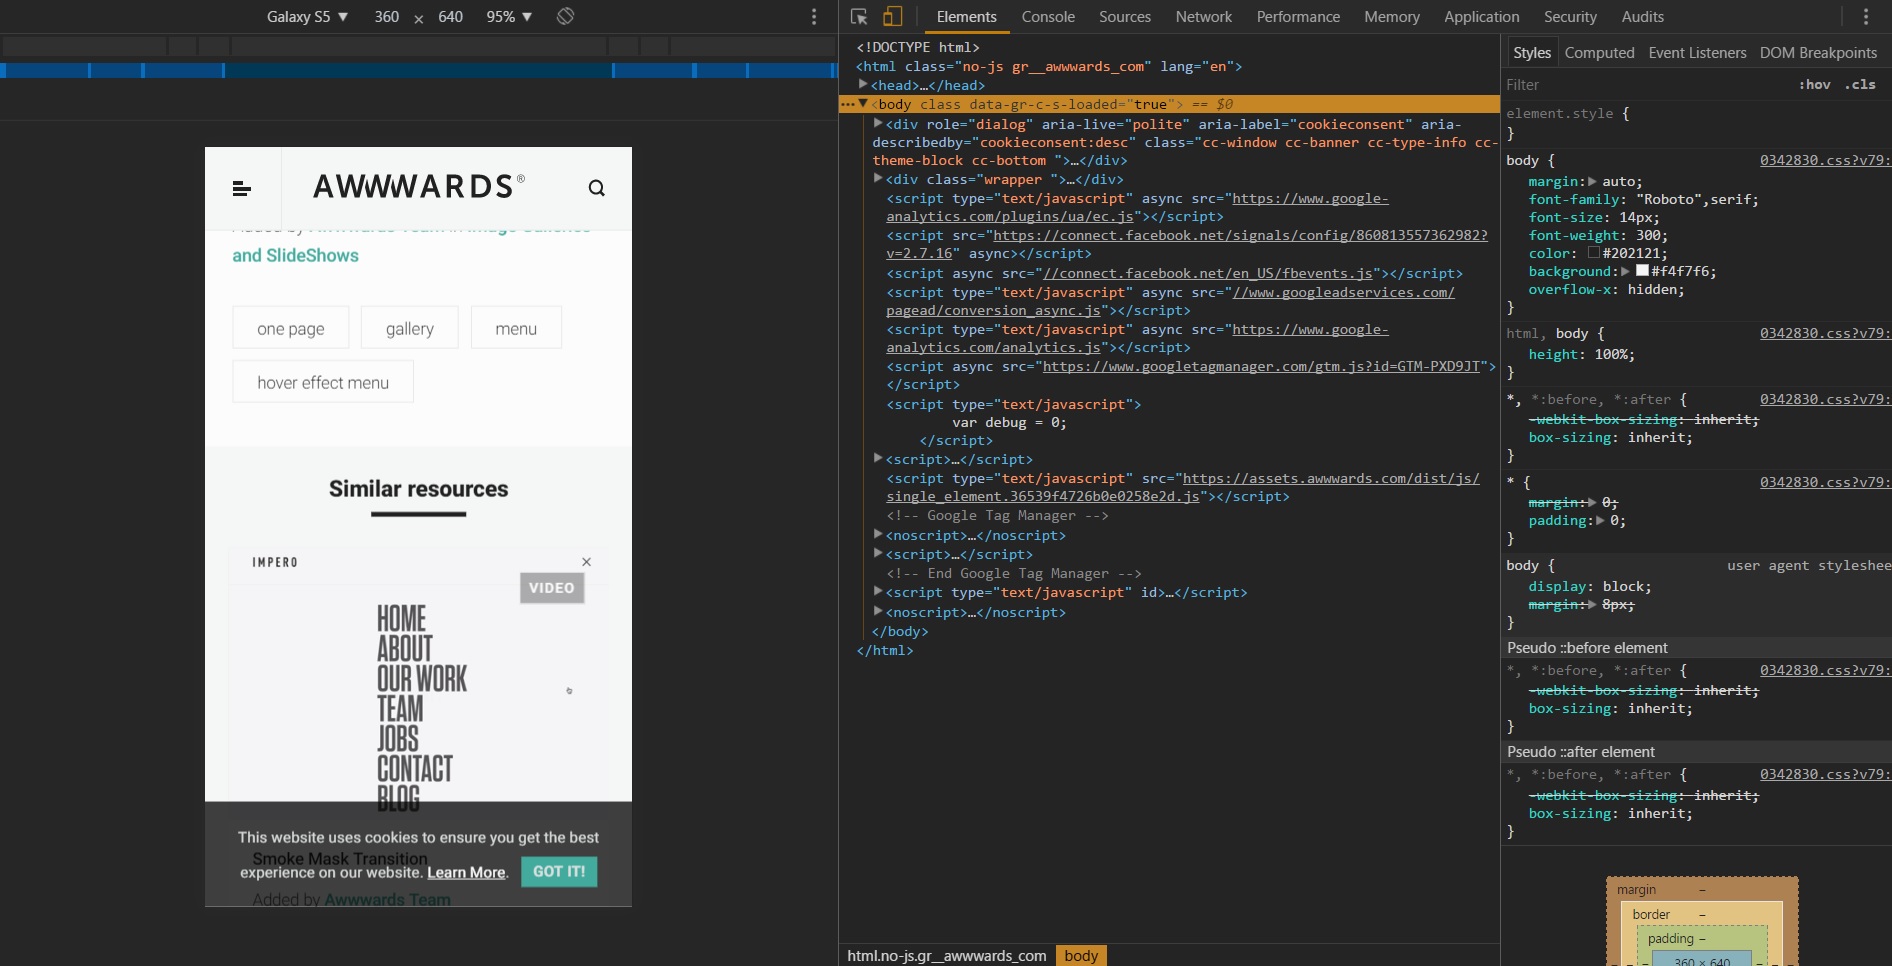 Galaxy S5 ▼ 360 × 640 95% ▼
AWWWARDS®
and SlideShows
one page
gallery
menu
hover effect menu
Similar resources
IMPERO
×
VIDEO
HOME
ABOUT
OUR WORK
TEAM
JOBS
CONTACT
BLOG
This website uses cookies to ensure you get the best
Smoke Mask Transition
experience on our website. Learn More.
GOT IT!
Added by Awwwards Team
Elements Console Sources Network Performance Memory Application Security Audits
<!DOCTYPE html>
<html class="no-js gr__awwwards_com" lang="en">
▶<head>…</head>
…▼<body class data-gr-c-s-loaded="true"> == $0
▶<div role="dialog" aria-live="polite" aria-label="cookieconsent" aria-
describedby="cookieconsent:desc" class="cc-window cc-banner cc-type-info cc-
theme-block cc-bottom ">…</div>
▶<div class="wrapper ">…</div>
<script type="text/javascript" async src="https://www.google-
analytics.com/plugins/ua/ec.js"></script>
<script src="https://connect.facebook.net/signals/config/860813557362982?
v=2.7.16" async></script>
<script async src="//connect.facebook.net/en_US/fbevents.js"></script>
<script type="text/javascript" async src="//www.googleadservices.com/
pagead/conversion_async.js"></script>
<script type="text/javascript" async src="https://www.google-
analytics.com/analytics.js"></script>
<script async src="https://www.googletagmanager.com/gtm.js?id=GTM-PXD9JT">
</script>
<script type="text/javascript">
var debug = 0;
</script>
▶<script>…</script>
<script type="text/javascript" src="https://assets.awwwards.com/dist/js/
single_element.36539f4726b0e0258e2d.js"></script>
<!-- Google Tag Manager -->
▶<noscript>…</noscript>
▶<script>…</script>
<!-- End Google Tag Manager -->
▶<script type="text/javascript" id>…</script>
▶<noscript>…</noscript>
</body>
</html>
html.no-js.gr__awwwards_com body
Styles Computed Event Listeners DOM Breakpoints
Filter :hov .cls
element.style {
}
body { 0342830.css?v79:
margin:▶ auto;
font-family: "Roboto",serif;
font-size: 14px;
font-weight: 300;
color: #202121;
background:▶ #f4f7f6;
overflow-x: hidden;
}
html, body { 0342830.css?v79:
height: 100%;
}
*, *:before, *:after { 0342830.css?v79:
-webkit-box-sizing: inherit;
box-sizing: inherit;
}
* { 0342830.css?v79:
margin:▶ 0;
padding:▶ 0;
}
body { user agent styleshee
display: block;
margin:▶ 8px;
}
Pseudo ::before element
*, *:before, *:after { 0342830.css?v79:
-webkit-box-sizing: inherit;
box-sizing: inherit;
}
Pseudo ::after element
*, *:before, *:after { 0342830.css?v79:
-webkit-box-sizing: inherit;
box-sizing: inherit;
}
margin –
border –
padding –
360 × 640